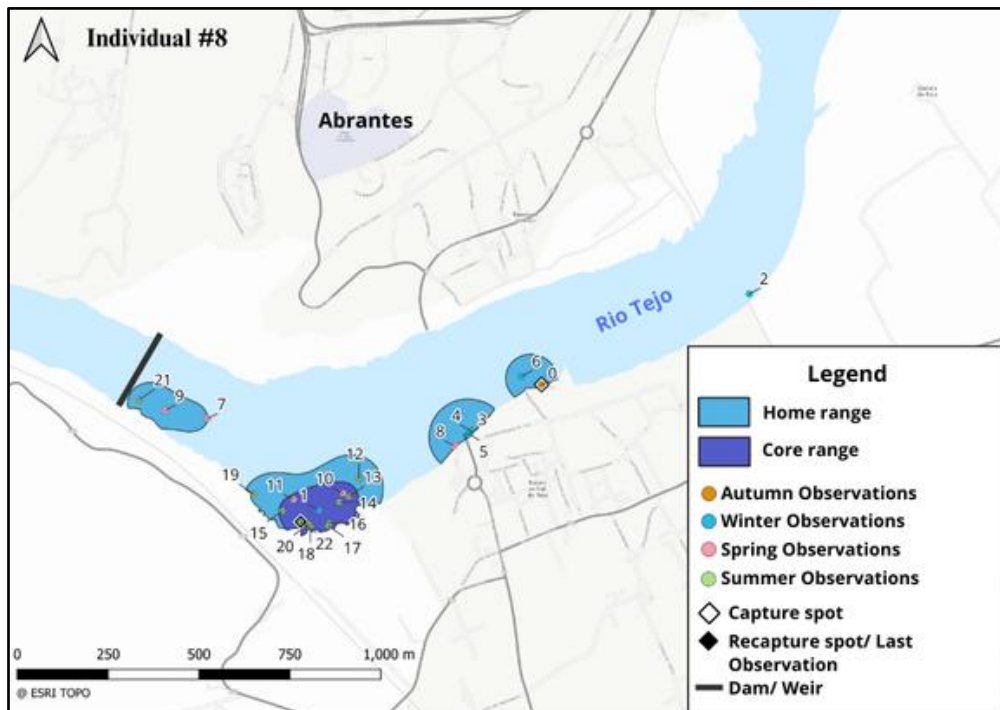 Individual #8
Abrantes
Rio Tejo
2
6
0
4
3
8
5
21
9
7
12
19
11
10
13
1
14
15
16
20
22
17
18
Legend
Home range
Core range
Autumn Observations
Winter Observations
Spring Observations
Summer Observations
Capture spot
Recapture spot/ Last
Observation
Dam/ Weir
0 250 500 750 1,000 m
@ ESRI TOPO